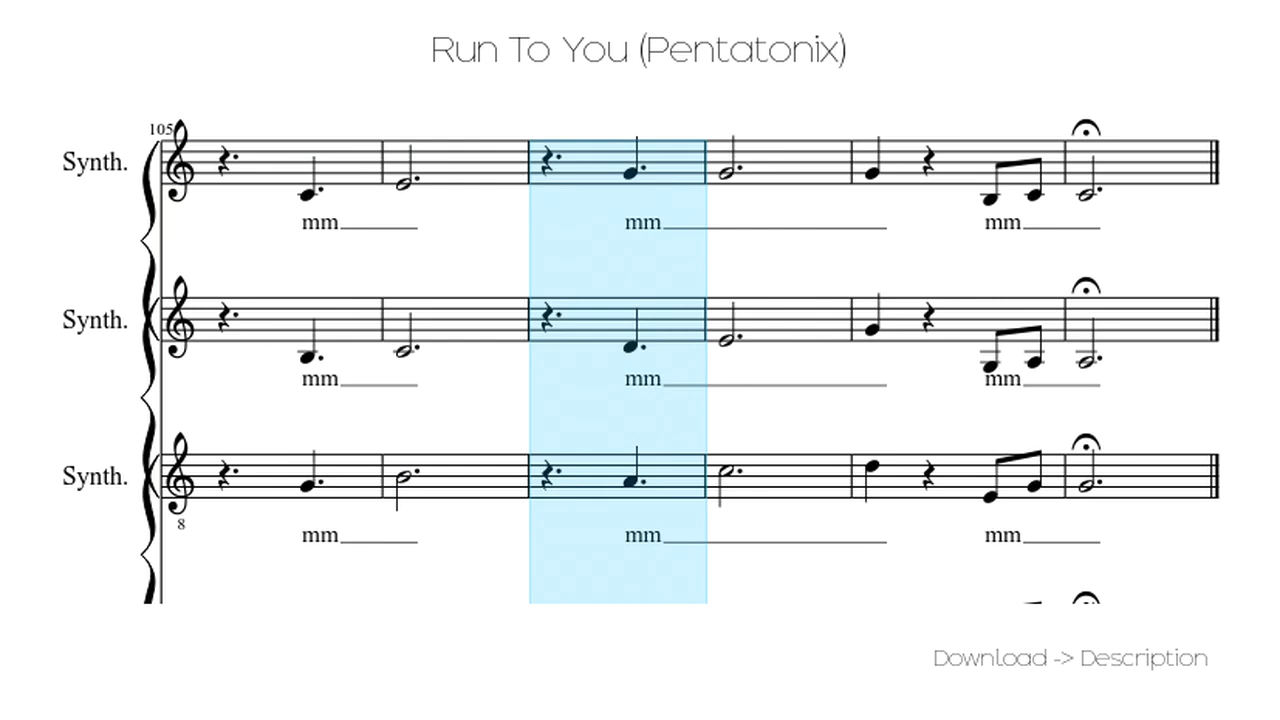 Run To You (Pentatonix)
105
Synth.
mm mm mm
Synth.
mm mm mm
Synth.
8
mm mm mm
Download -> Description